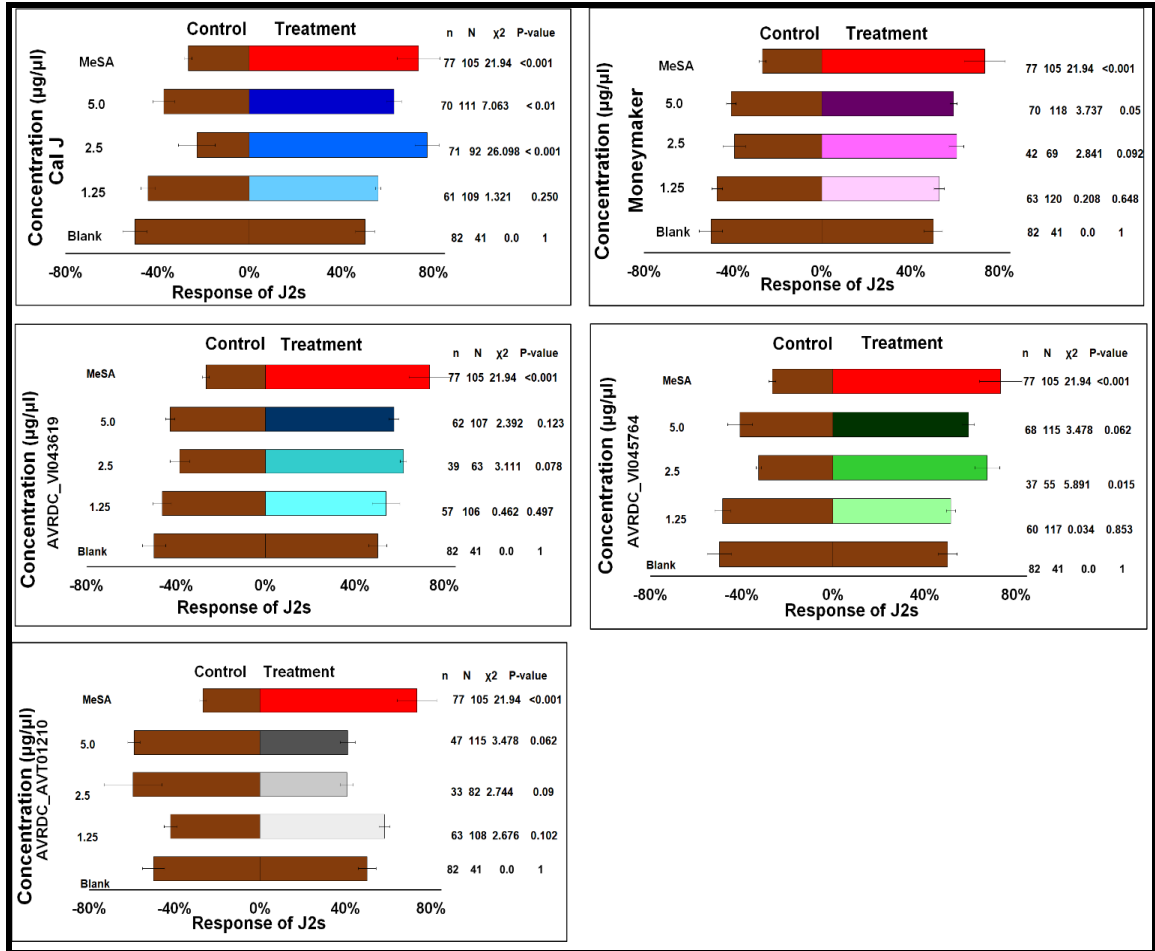 Control Treatment n N χ2 P-value
MeSA 77 105 21.94 <0.001
5.0 70 111 7.063 < 0.01
2.5 71 92 26.098 < 0.001
1.25 61 109 1.321 0.250
Blank 82 41 0.0 1
-80% -40% 0% 40% 80%
Response of J2s
Concentration (µg/µl)
Cal J
Control Treatment n N χ2 P-value
MeSA 77 105 21.94 <0.001
5.0 70 118 3.737 0.05
2.5 42 69 2.841 0.092
1.25 63 120 0.208 0.648
Blank 82 41 0.0 1
-80% -40% 0% 40% 80%
Response of J2s
Concentration (µg/µl)
Moneymaker
Control Treatment n N χ2 P-value
MeSA 77 105 21.94 <0.001
5.0 62 107 2.392 0.123
2.5 39 63 3.111 0.078
1.25 57 106 0.462 0.497
Blank 82 41 0.0 1
-80% -40% 0% 40% 80%
Response of J2s
Concentration (µg/µl)
AVRDC_VI043619
Control Treatment n N χ2 P-value
MeSA 77 105 21.94 <0.001
5.0 68 115 3.478 0.062
2.5 37 55 5.891 0.015
1.25 60 117 0.034 0.853
Blank 82 41 0.0 1
-80% -40% 0% 40% 80%
Response of J2s
Concentration (µg/µl)
AVRDC_VI045764
Control Treatment n N χ2 P-value
MeSA 77 105 21.94 <0.001
5.0 47 115 3.478 0.062
2.5 33 82 2.744 0.09
1.25 63 108 2.676 0.102
Blank 82 41 0.0 1
-80% -40% 0% 40% 80%
Response of J2s
Concentration (µg/µl)
AVRDC_AVT01210